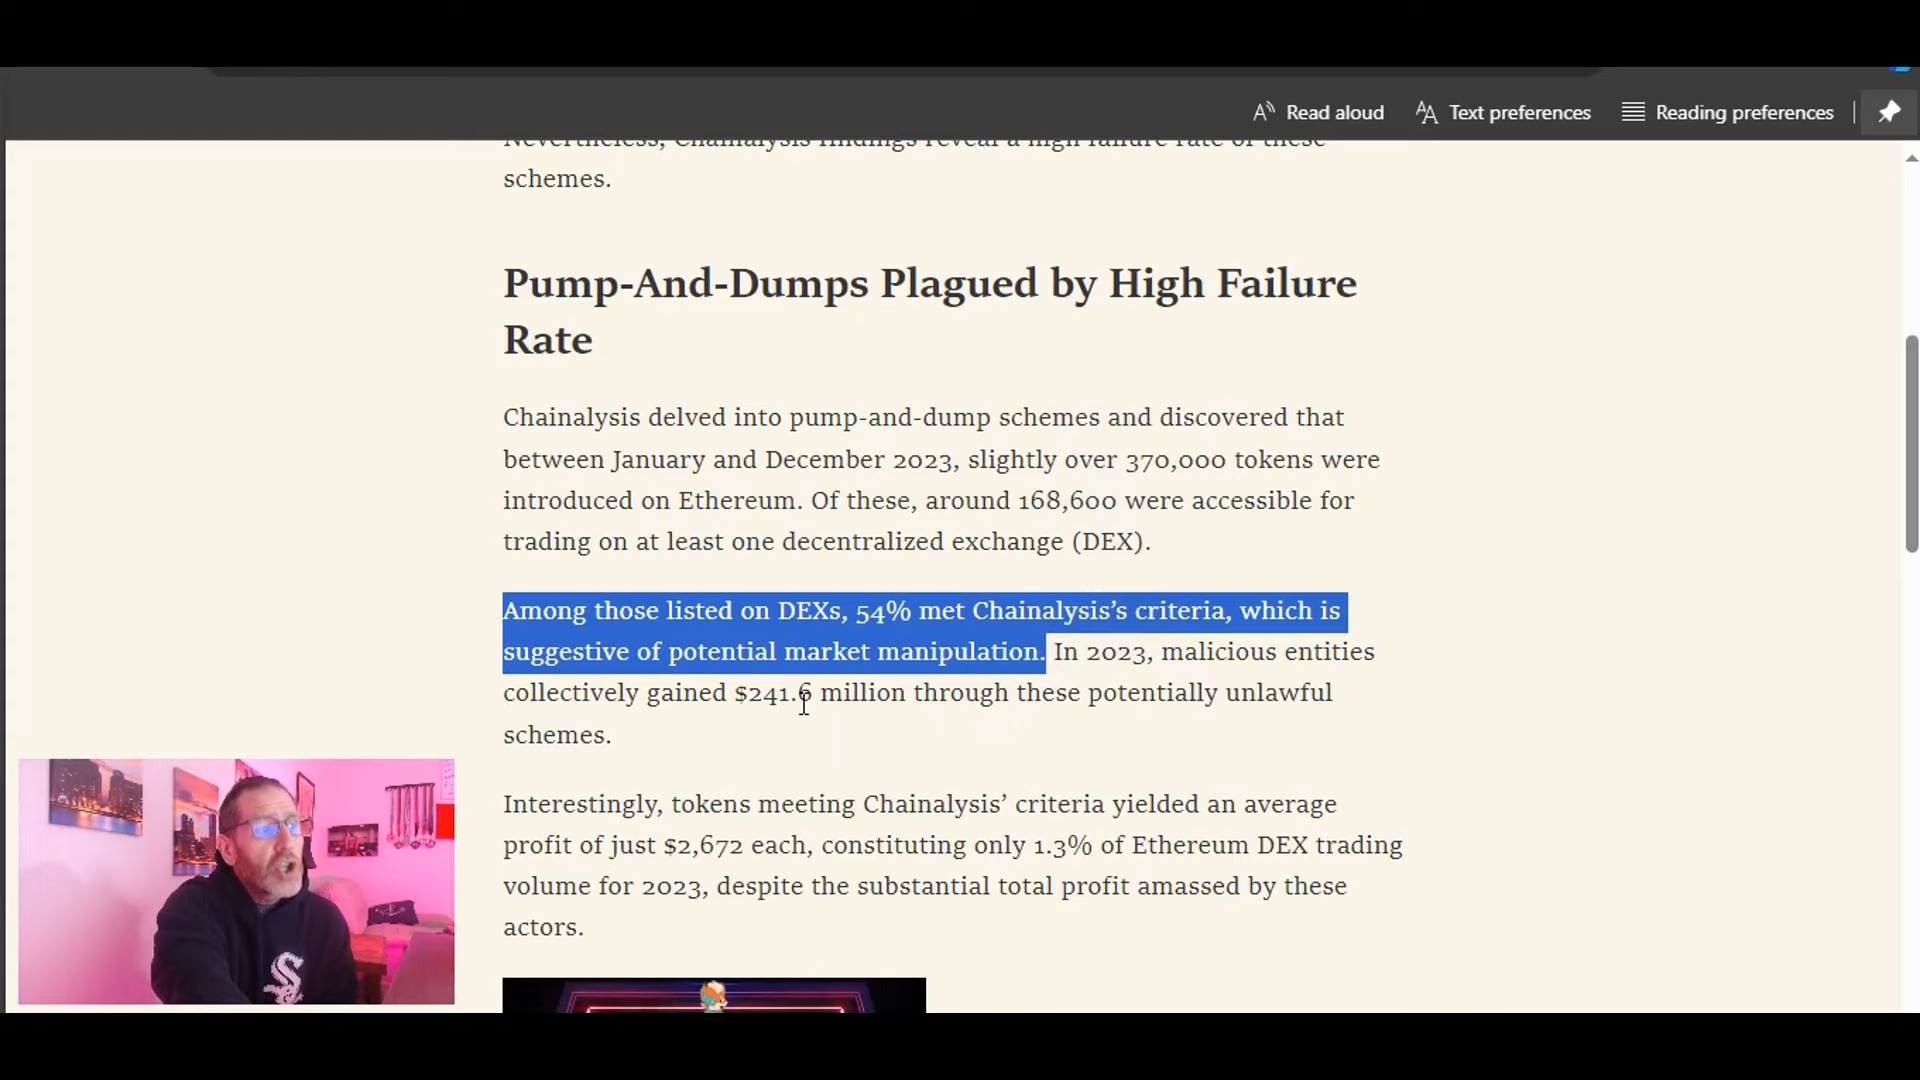 Read aloud
Text preferences
Reading preferences
Nevertheless, Chainalysis findings reveal a high failure rate of these
schemes.
Pump-And-Dumps Plagued by High Failure
Rate
Chainalysis delved into pump-and-dump schemes and discovered that
between January and December 2023, slightly over 370,000 tokens were
introduced on Ethereum. Of these, around 168,600 were accessible for
trading on at least one decentralized exchange (DEX).
Among those listed on DEXs, 54% met Chainalysis’s criteria, which is
suggestive of potential market manipulation. In 2023, malicious entities
collectively gained $241.6 million through these potentially unlawful
schemes.
Interestingly, tokens meeting Chainalysis’ criteria yielded an average
profit of just $2,672 each, constituting only 1.3% of Ethereum DEX trading
volume for 2023, despite the substantial total profit amassed by these
actors.